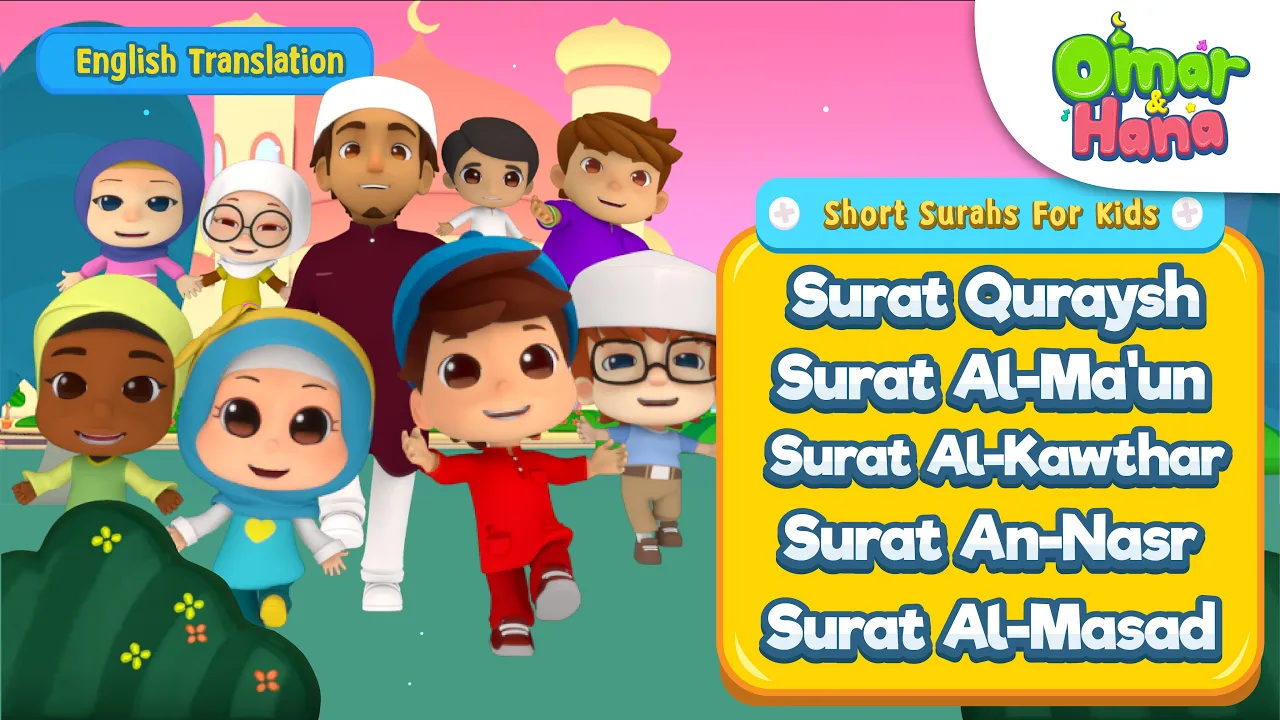 English Translation
Omar
&
Hana
Short Surahs For Kids
Surat Quraysh
Surat Al-Ma'un
Surat Al-Kawthar
Surat An-Nasr
Surat Al-Masad